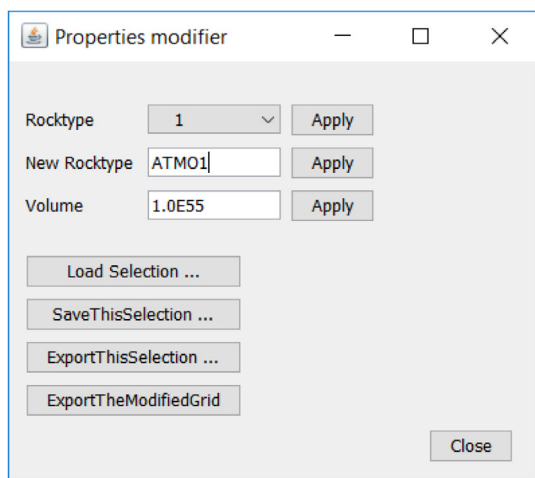 Properties modifier
Rocktype 1 Apply
New Rocktype ATMO1 Apply
Volume 1.0E55 Apply
Load Selection ...
SaveThisSelection ...
ExportThisSelection ...
ExportTheModifiedGrid
Close